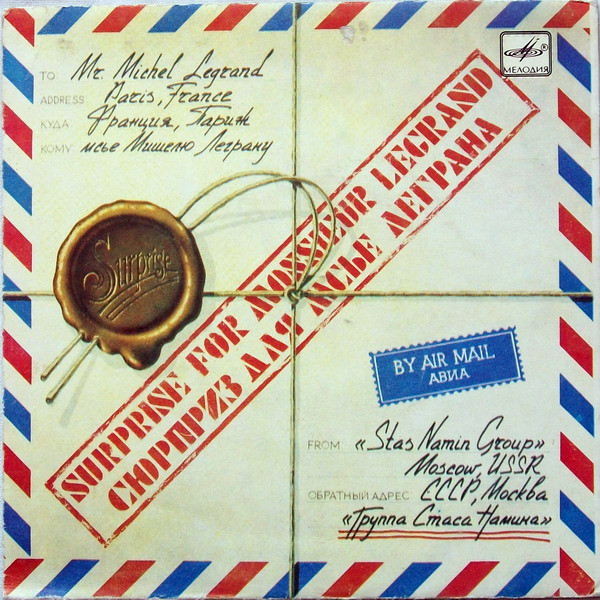 МЕЛОДИЯ
TO: Mr. Michel Legrand
ADDRESS: Paris, France
КУДА: Франция, Париж
КОМУ: мсье Мишелю Леграну
Surprise
SURPRISE FOR MONSIEUR LEGRAND
СЮРПРИЗ ДЛЯ МСЬЕ ЛЕГРАНА
BY AIR MAIL
АВИА
FROM: «Stas Namin Group»
Moscow, USSR
ОБРАТНЫЙ АДРЕС: СССР, Москва
«Группа Стаса Намина»